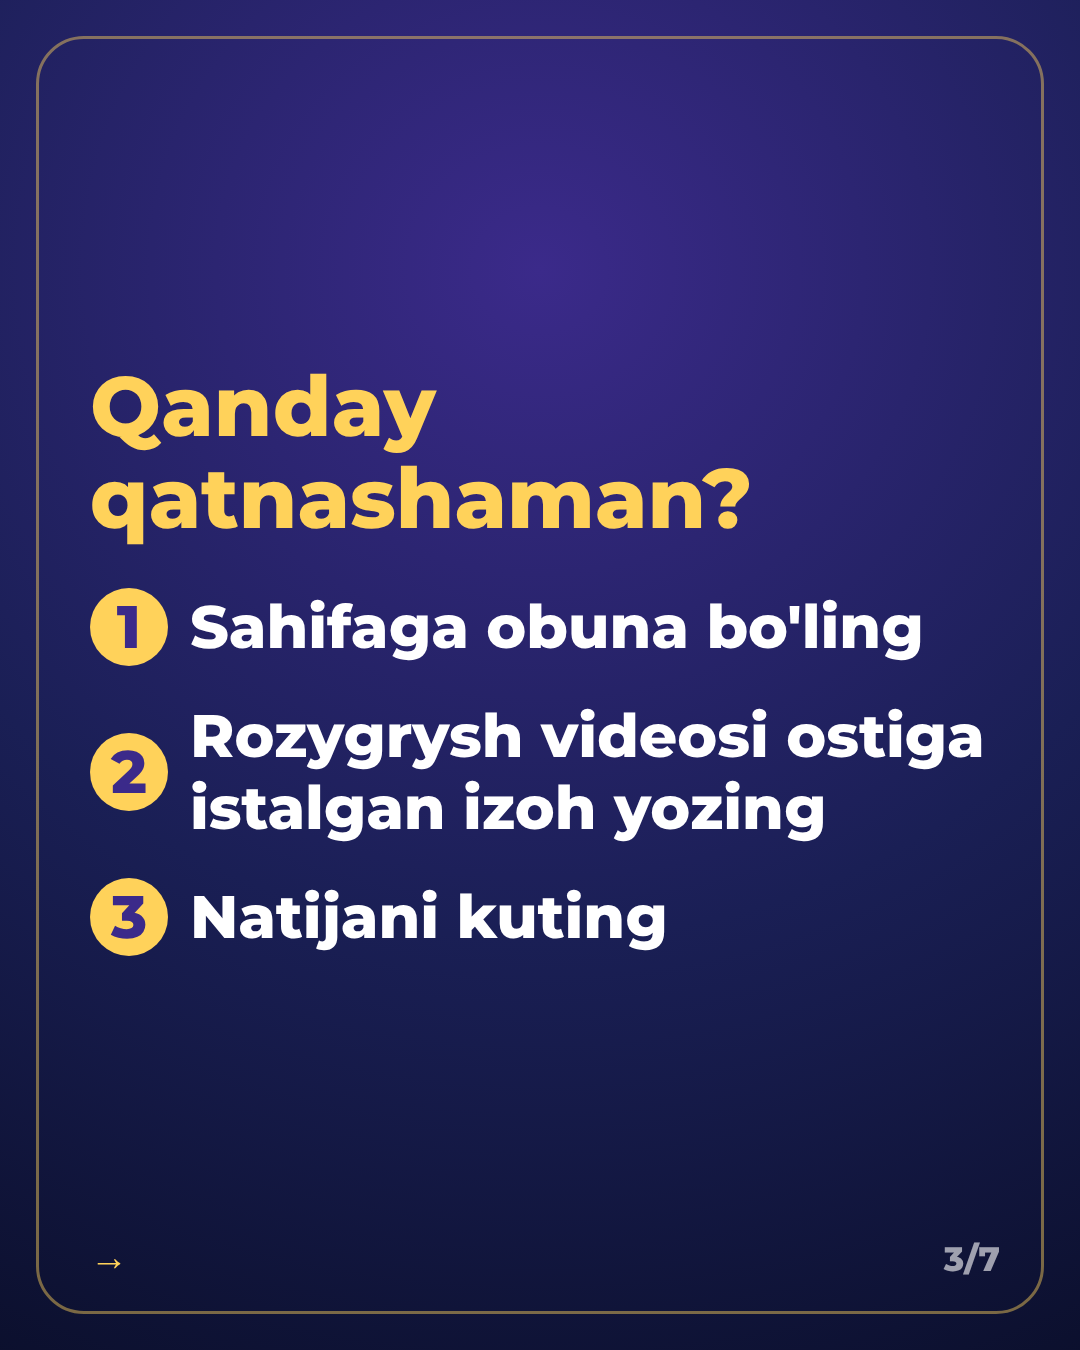 Qanday
qatnashaman?
1 Sahifaga obuna bo'ling
2 Rozygrysh videosi ostiga
istalgan izoh yozing
3 Natijani kuting
→
3/7